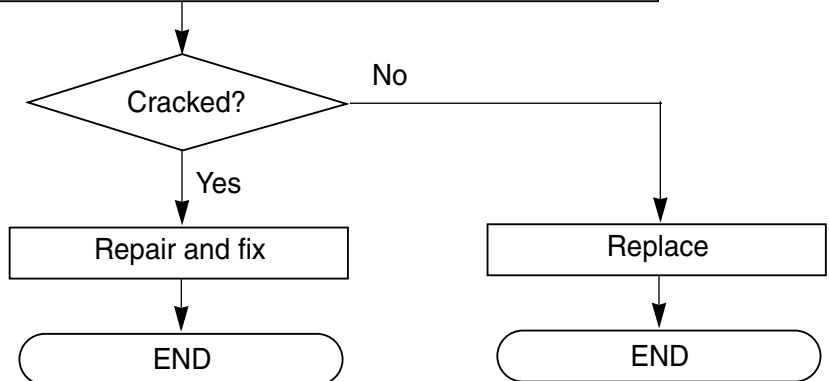 Cracked?
No
Yes
Repair and fix
Replace
END
END